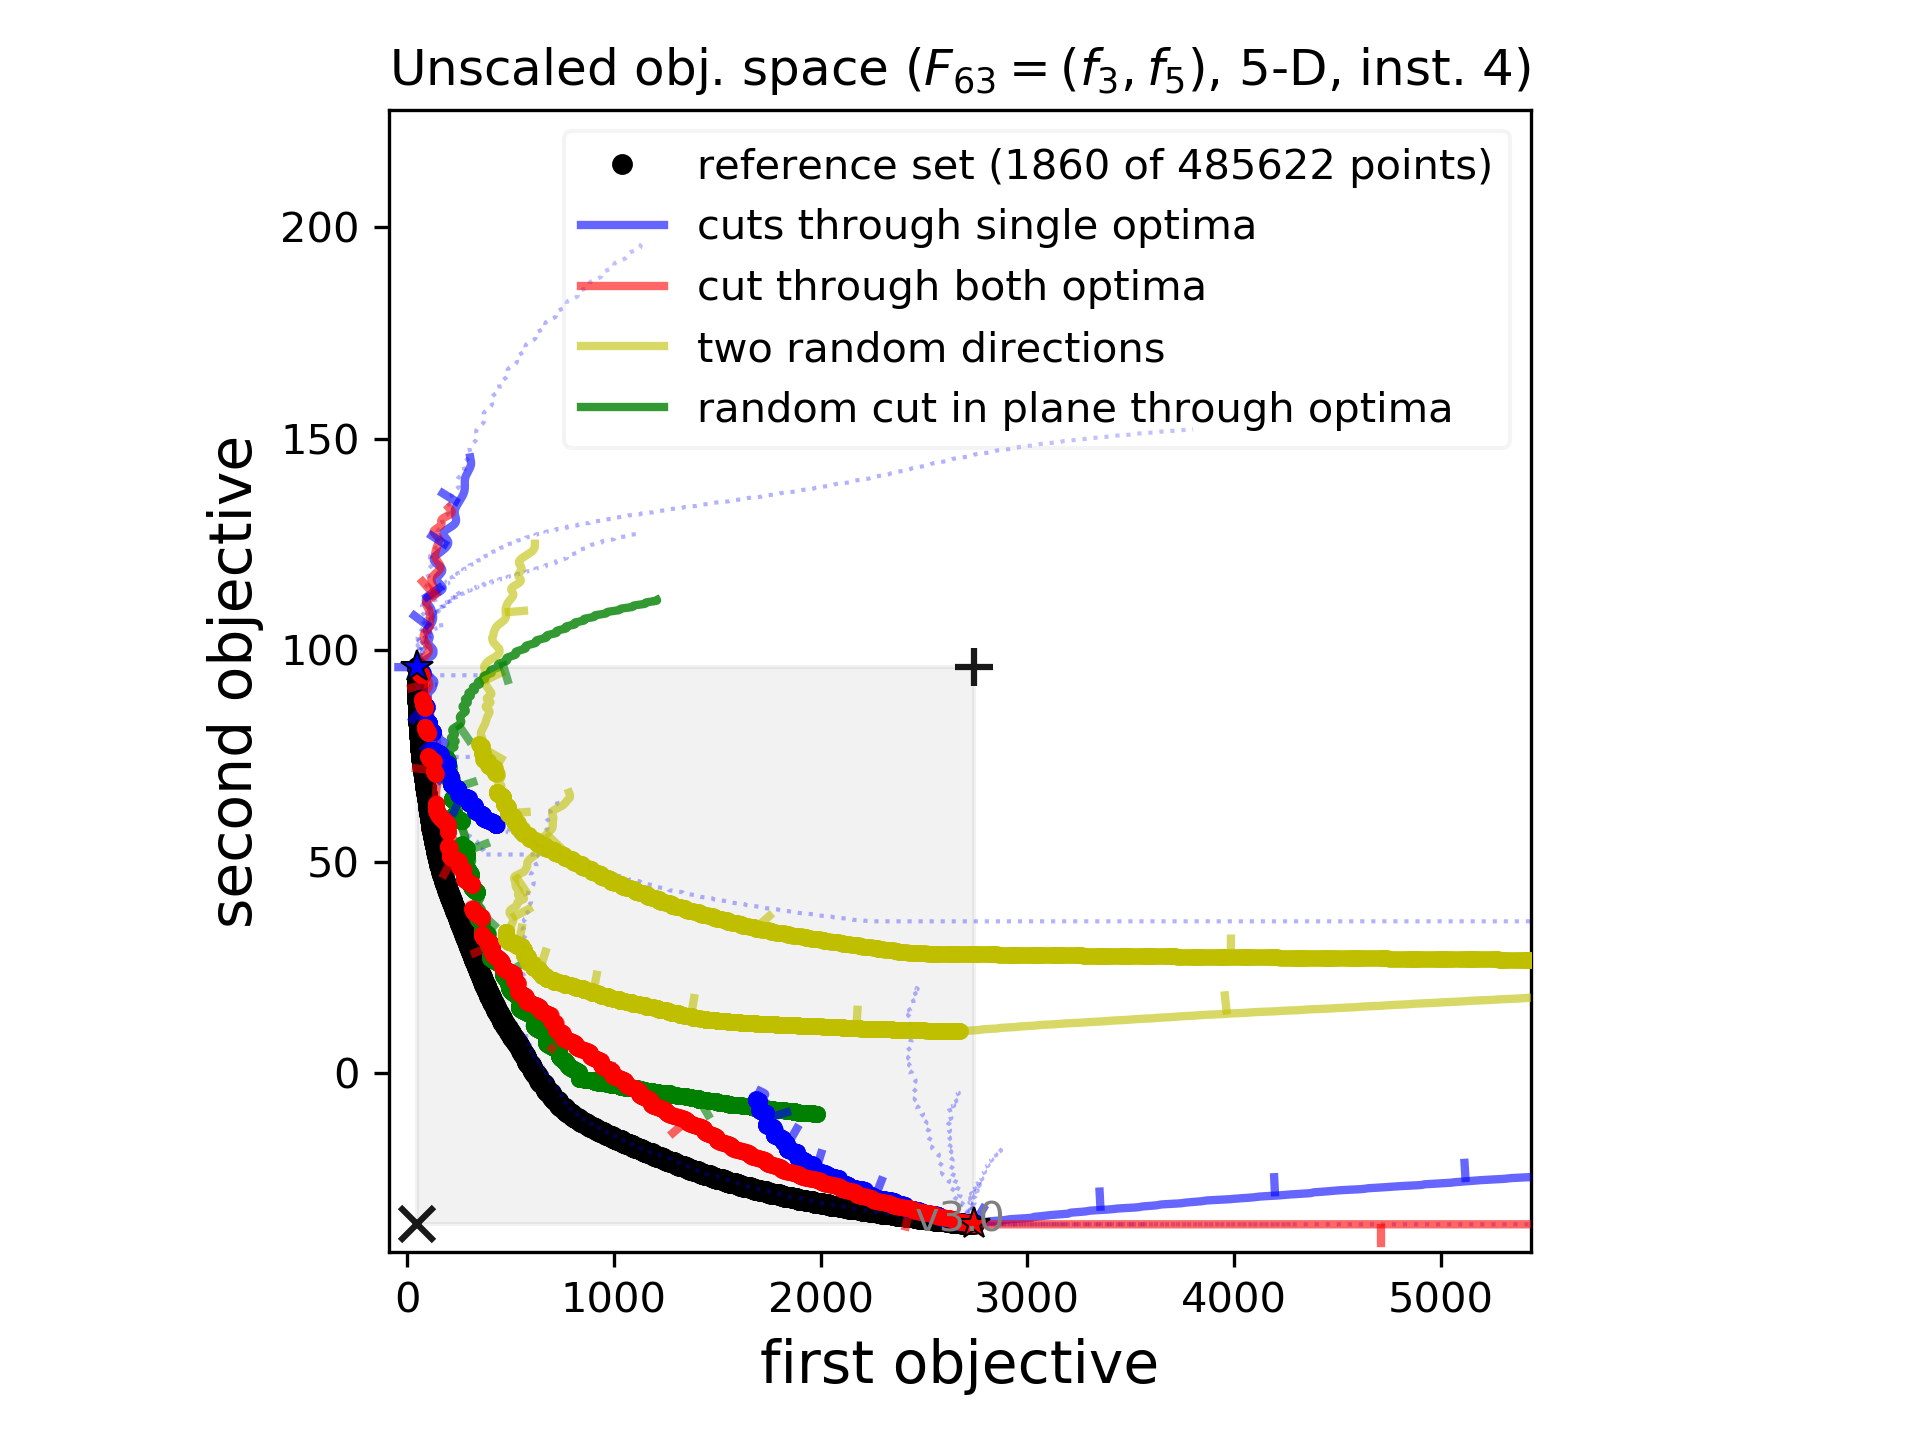 Unscaled obj. space ($F_{63} = (f_3, f_5)$, 5-D, inst. 4)
reference set (1860 of 485622 points)
cuts through single optima
cut through both optima
two random directions
random cut in plane through optima
second objective
200
150
100
50
0
v3.0
0 1000 2000 3000 4000 5000
first objective